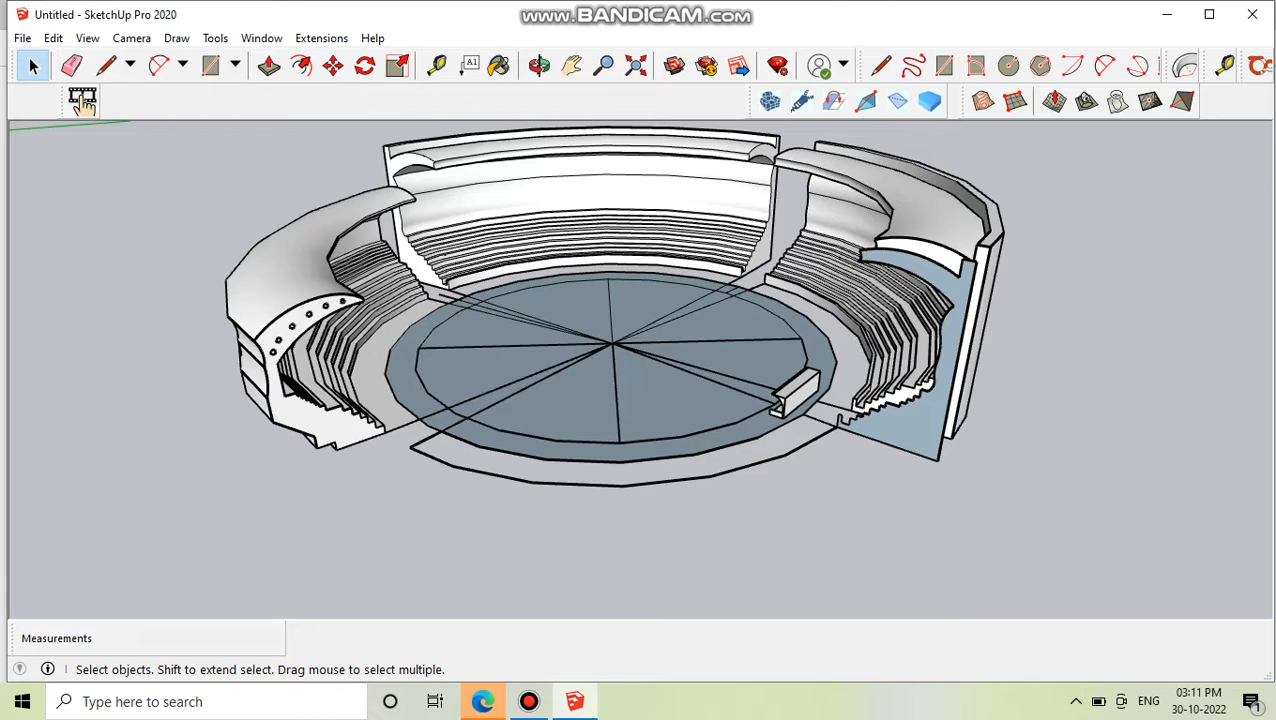 Untitled - SketchUp Pro 2020
www.BANDICAM.com
File Edit View Camera Draw Tools Window Extensions Help
A1
Measurements
Select objects. Shift to extend select. Drag mouse to select multiple.
Type here to search
ENG
03:11 PM
30-10-2022
1